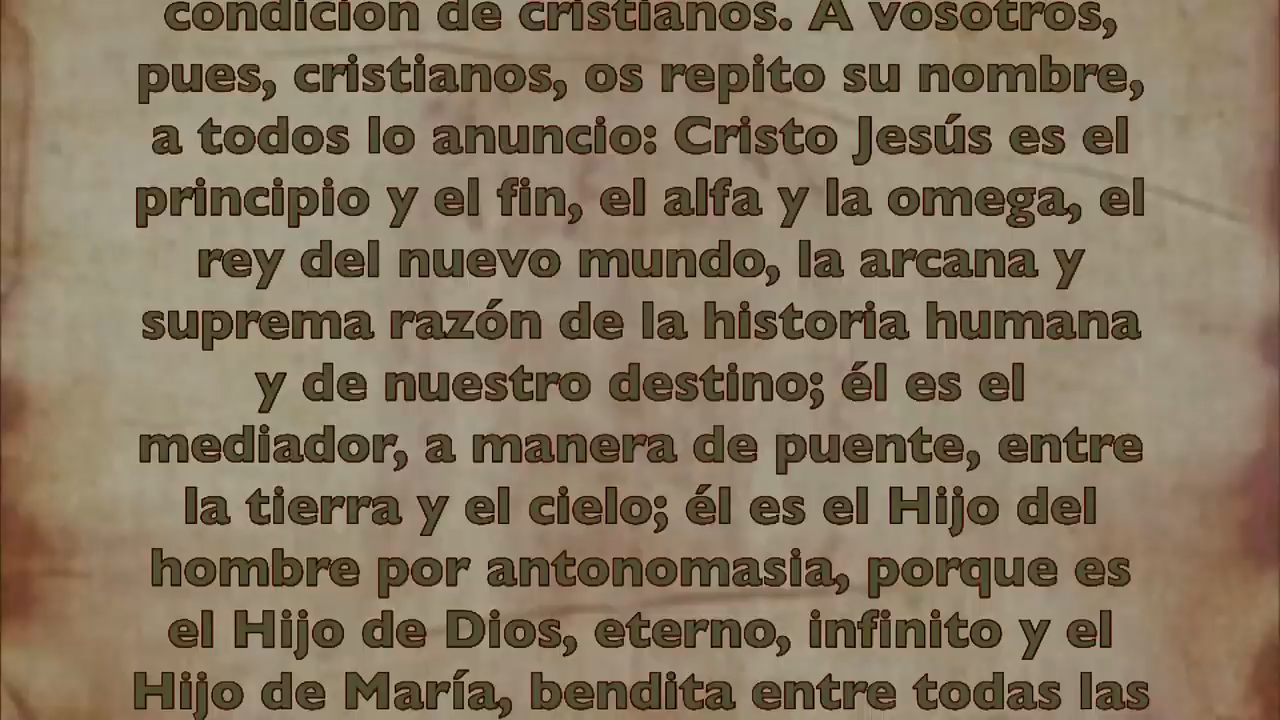 condición de cristianos. A vosotros,
pues, cristianos, os repito su nombre,
a todos lo anuncio: Cristo Jesús es el
principio y el fin, el alfa y la omega, el
rey del nuevo mundo, la arcana y
suprema razón de la historia humana
y de nuestro destino; él es el
mediador, a manera de puente, entre
la tierra y el cielo; él es el Hijo del
hombre por antonomasia, porque es
el Hijo de Dios, eterno, infinito y el
Hijo de María, bendita entre todas las